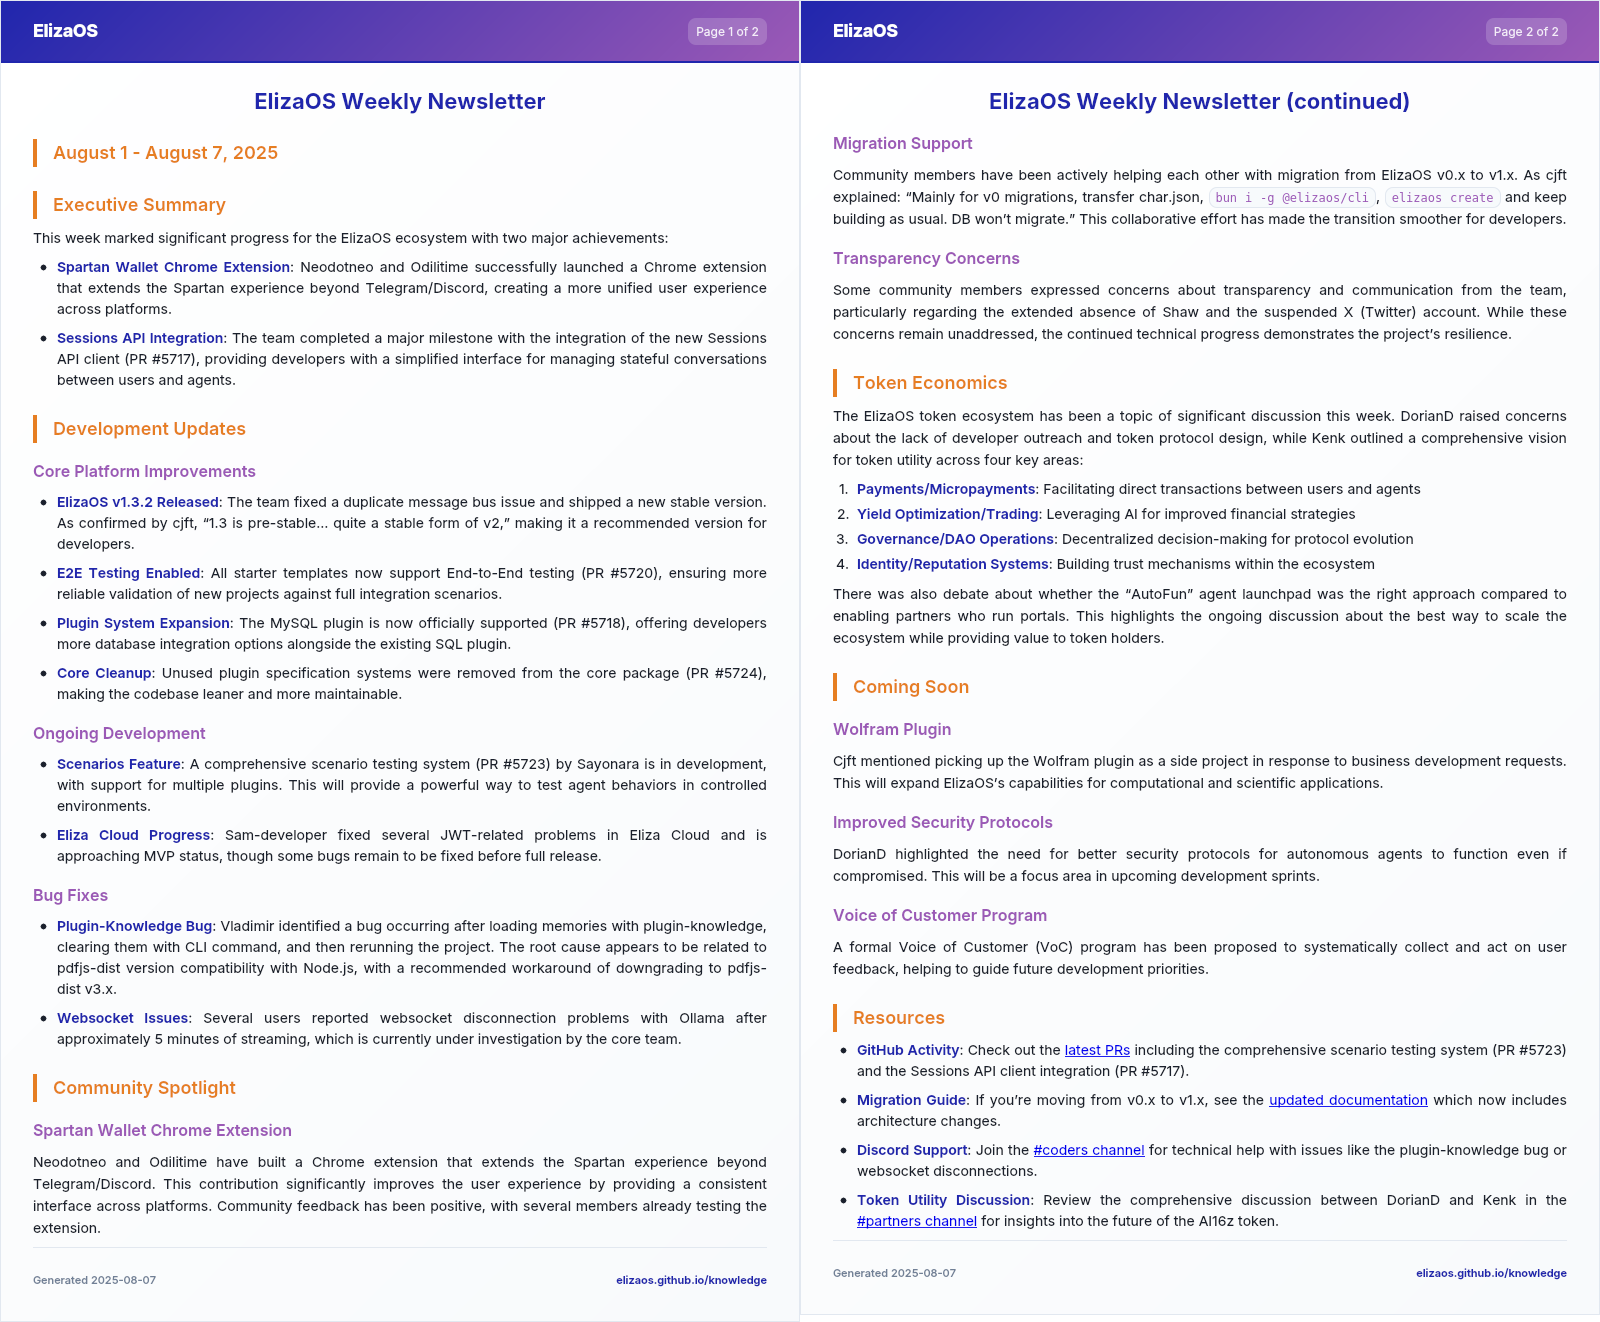 ElizaOS
Page 1 of 2
ElizaOS Weekly Newsletter
August 1 - August 7, 2025
Executive Summary
This week marked significant progress for the ElizaOS ecosystem with two major achievements:
• Spartan Wallet Chrome Extension: Neodotneo and Odilitime successfully launched a Chrome extension
that extends the Spartan experience beyond Telegram/Discord, creating a more unified user experience
across platforms.
• Sessions API Integration: The team completed a major milestone with the integration of the new Sessions
API client (PR #5717), providing developers with a simplified interface for managing stateful conversations
between users and agents.
Development Updates
Core Platform Improvements
• ElizaOS v1.3.2 Released: The team fixed a duplicate message bus issue and shipped a new stable version.
As confirmed by cjft, “1.3 is pre-stable... quite a stable form of v2,” making it a recommended version for
developers.
• E2E Testing Enabled: All starter templates now support End-to-End testing (PR #5720), ensuring more
reliable validation of new projects against full integration scenarios.
• Plugin System Expansion: The MySQL plugin is now officially supported (PR #5718), offering developers
more database integration options alongside the existing SQL plugin.
• Core Cleanup: Unused plugin specification systems were removed from the core package (PR #5724),
making the codebase leaner and more maintainable.
Ongoing Development
• Scenarios Feature: A comprehensive scenario testing system (PR #5723) by Sayonara is in development,
with support for multiple plugins. This will provide a powerful way to test agent behaviors in controlled
environments.
• Eliza Cloud Progress: Sam-developer fixed several JWT-related problems in Eliza Cloud and is
approaching MVP status, though some bugs remain to be fixed before full release.
Bug Fixes
• Plugin-Knowledge Bug: Vladimir identified a bug occurring after loading memories with plugin-knowledge,
clearing them with CLI command, and then rerunning the project. The root cause appears to be related to
pdfjs-dist version compatibility with Node.js, with a recommended workaround of downgrading to pdfjs-
dist v3.x.
• Websocket Issues: Several users reported websocket disconnection problems with Ollama after
approximately 5 minutes of streaming, which is currently under investigation by the core team.
Community Spotlight
Spartan Wallet Chrome Extension
Neodotneo and Odilitime have built a Chrome extension that extends the Spartan experience beyond
Telegram/Discord. This contribution significantly improves the user experience by providing a consistent
interface across platforms. Community feedback has been positive, with several members already testing the
extension.
Generated 2025-08-07
elizaos.github.io/knowledge
ElizaOS
Page 2 of 2
ElizaOS Weekly Newsletter (continued)
Migration Support
Community members have been actively helping each other with migration from ElizaOS v0.x to v1.x. As cjft
explained: “Mainly for v0 migrations, transfer char.json, bun i -g @elizaos/cli, elizaos create and keep
building as usual. DB won’t migrate.” This collaborative effort has made the transition smoother for developers.
Transparency Concerns
Some community members expressed concerns about transparency and communication from the team,
particularly regarding the extended absence of Shaw and the suspended X (Twitter) account. While these
concerns remain unaddressed, the continued technical progress demonstrates the project’s resilience.
Token Economics
The ElizaOS token ecosystem has been a topic of significant discussion this week. DorianD raised concerns
about the lack of developer outreach and token protocol design, while Kenk outlined a comprehensive vision
for token utility across four key areas:
1. Payments/Micropayments: Facilitating direct transactions between users and agents
2. Yield Optimization/Trading: Leveraging AI for improved financial strategies
3. Governance/DAO Operations: Decentralized decision-making for protocol evolution
4. Identity/Reputation Systems: Building trust mechanisms within the ecosystem
There was also debate about whether the “AutoFun” agent launchpad was the right approach compared to
enabling partners who run portals. This highlights the ongoing discussion about the best way to scale the
ecosystem while providing value to token holders.
Coming Soon
Wolfram Plugin
Cjft mentioned picking up the Wolfram plugin as a side project in response to business development requests.
This will expand ElizaOS’s capabilities for computational and scientific applications.
Improved Security Protocols
DorianD highlighted the need for better security protocols for autonomous agents to function even if
compromised. This will be a focus area in upcoming development sprints.
Voice of Customer Program
A formal Voice of Customer (VoC) program has been proposed to systematically collect and act on user
feedback, helping to guide future development priorities.
Resources
• GitHub Activity: Check out the latest PRs including the comprehensive scenario testing system (PR #5723)
and the Sessions API client integration (PR #5717).
• Migration Guide: If you’re moving from v0.x to v1.x, see the updated documentation which now includes
architecture changes.
• Discord Support: Join the #coders channel for technical help with issues like the plugin-knowledge bug or
websocket disconnections.
• Token Utility Discussion: Review the comprehensive discussion between DorianD and Kenk in the
#partners channel for insights into the future of the AI16z token.
Generated 2025-08-07
elizaos.github.io/knowledge